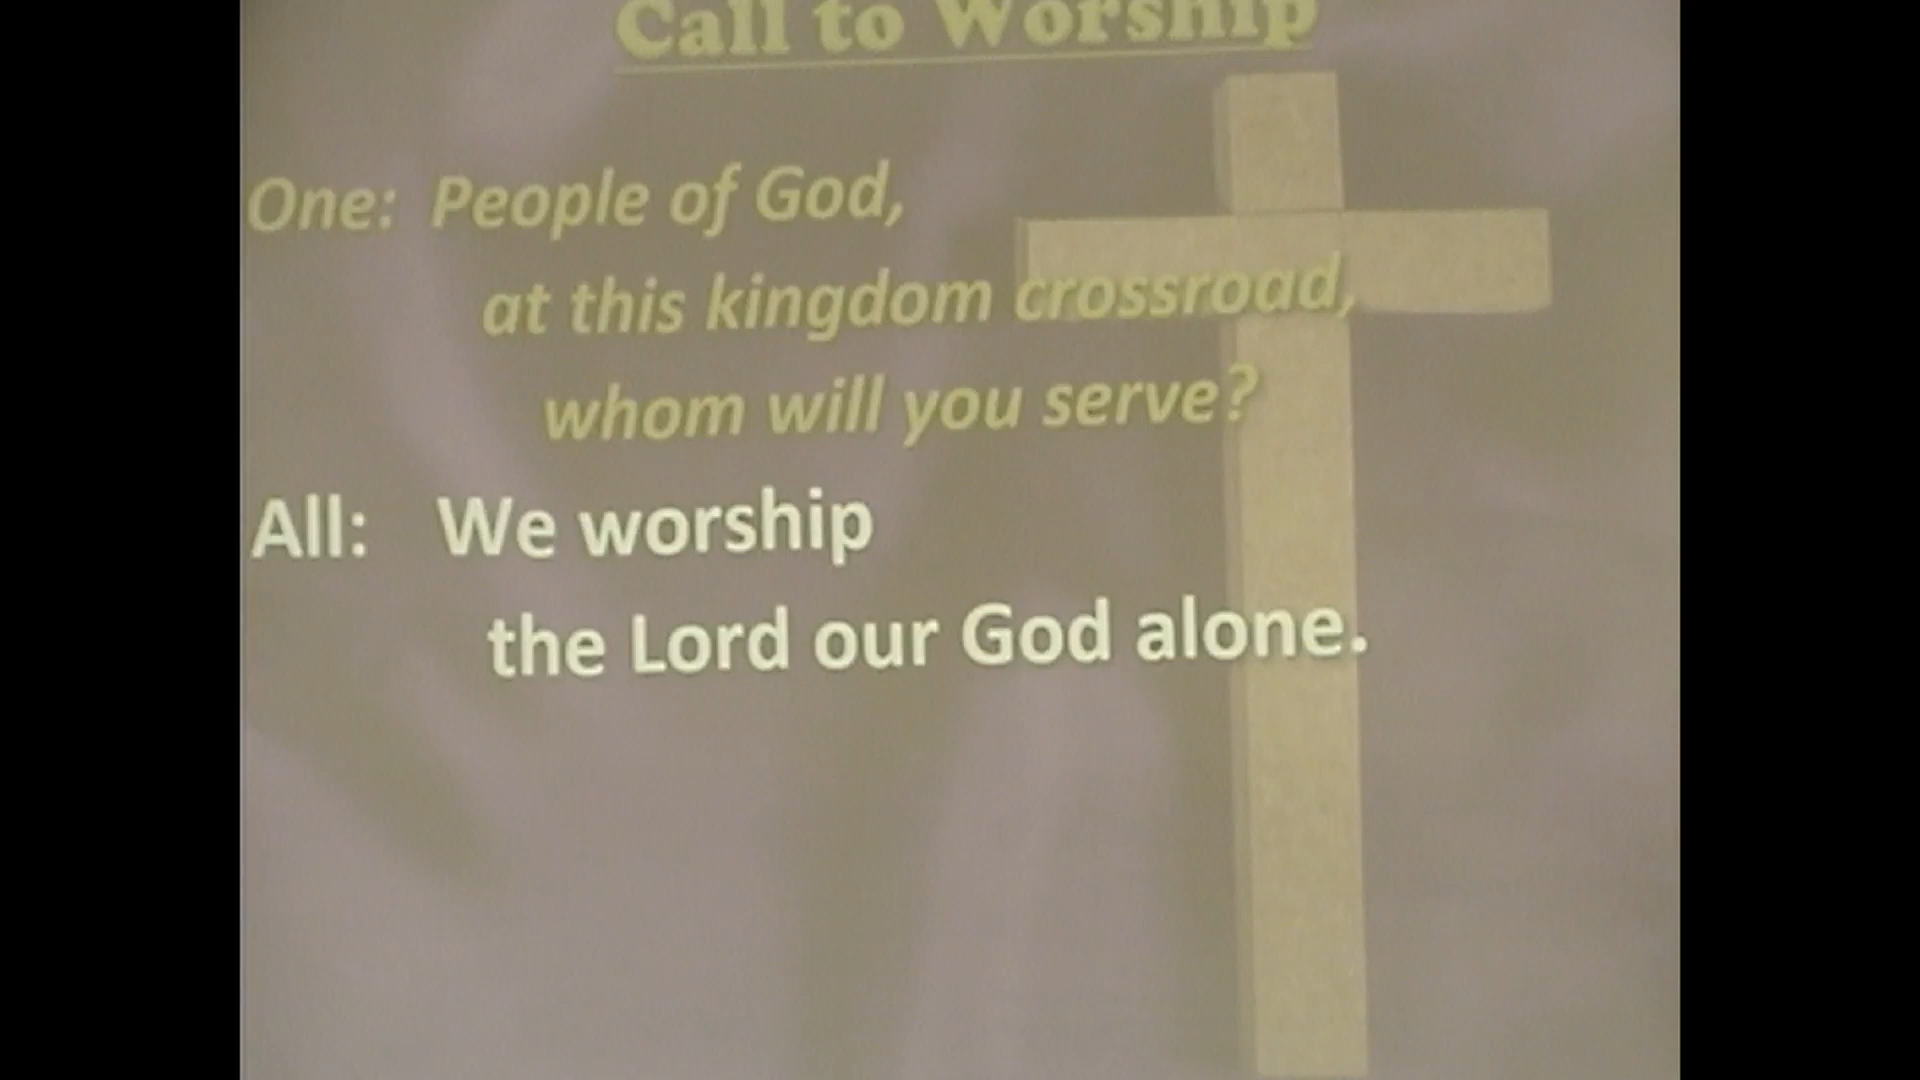 Call to Worship
One: People of God,
at this kingdom crossroad,
whom will you serve?
All: We worship
the Lord our God alone.